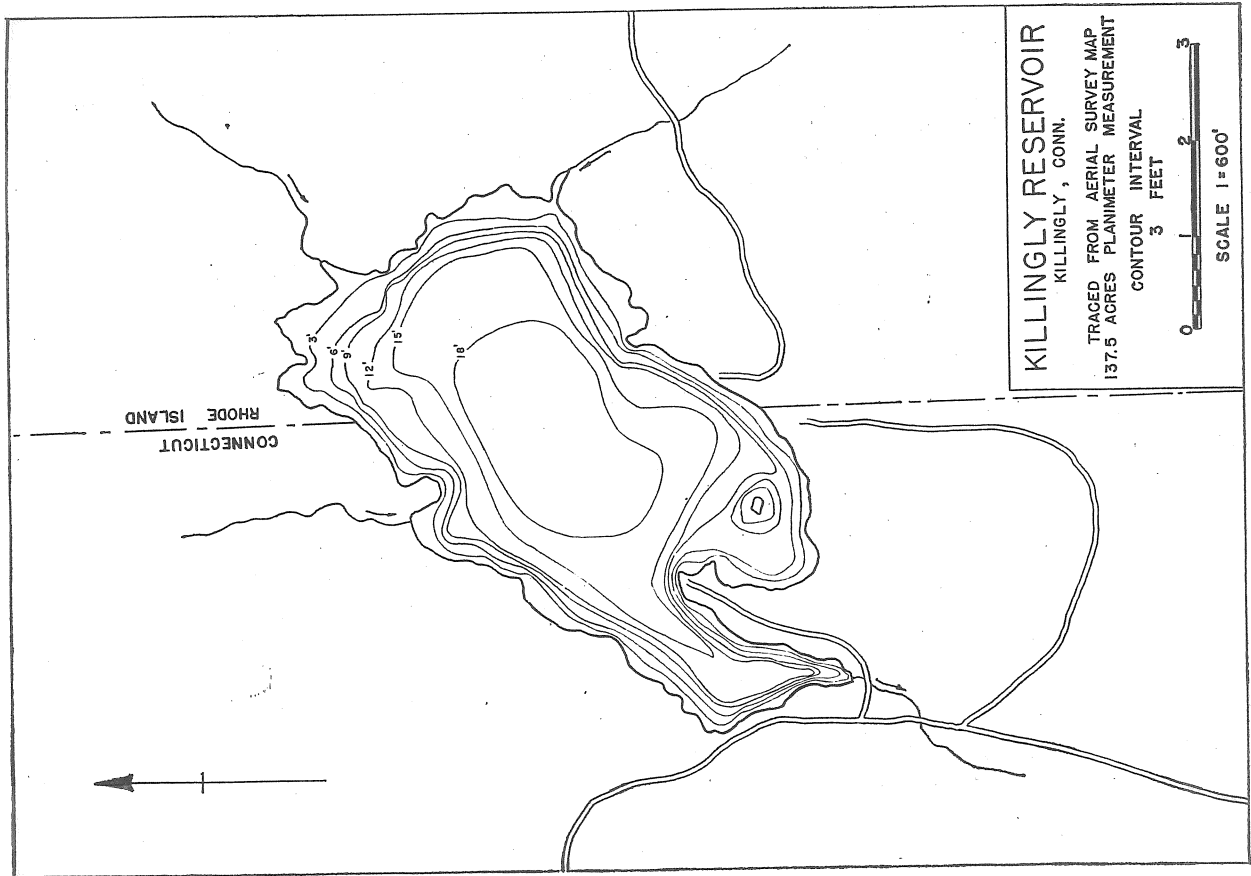 RHODE ISLAND
CONNECTICUT
3'
6'
9'
12'
15'
18'
KILLINGLY RESERVOIR
KILLINGLY, CONN.
TRACED FROM AERIAL SURVEY MAP
137.5 ACRES PLANIMETER MEASUREMENT
CONTOUR INTERVAL
3
FEET
0 1 2 3
SCALE 1=600'